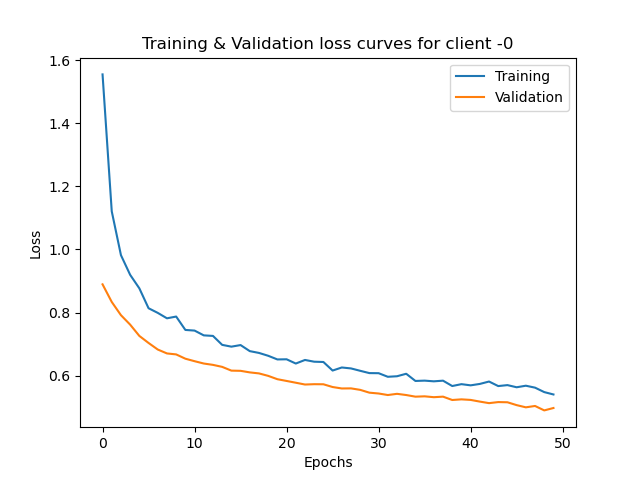 Training & Validation loss curves for client -0
Training
Validation
1.6
1.4
1.2
1.0
0.8
0.6
Loss
0
10
20
30
40
50
Epochs